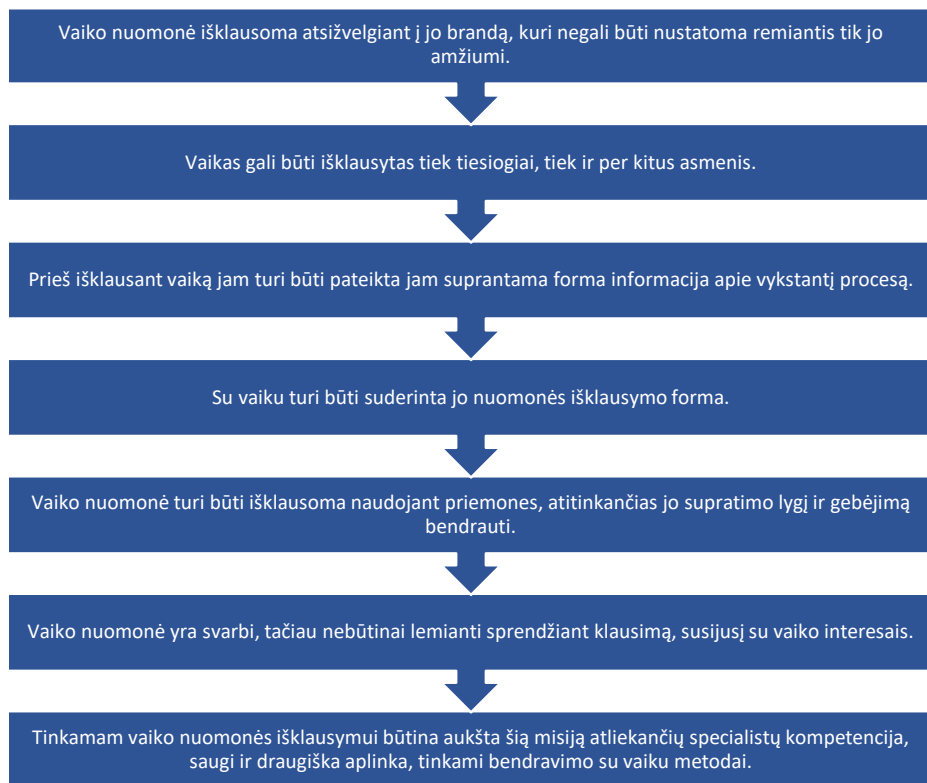 Vaiko nuomonė išklausoma atsižvelgiant į jo brandą, kuri negali būti nustatoma remiantis tik jo
amžiumi.
Vaikas gali būti išklausytas tiek tiesiogiai, tiek ir per kitus asmenis.
Prieš išklausant vaiką jam turi būti pateikta jam suprantama forma informacija apie vykstantį procesą.
Su vaiku turi būti suderinta jo nuomonės išklausymo forma.
Vaiko nuomonė turi būti išklausoma naudojant priemones, atitinkančias jo supratimo lygį ir gebėjimą
bendrauti.
Vaiko nuomonė yra svarbi, tačiau nebūtinai lemianti sprendžiant klausimą, susijusį su vaiko interesais.
Tinkamam vaiko nuomonės išklausymui būtina aukšta šią misiją atliekančių specialistų kompetencija,
saugi ir draugiška aplinka, tinkami bendravimo su vaiku metodai.